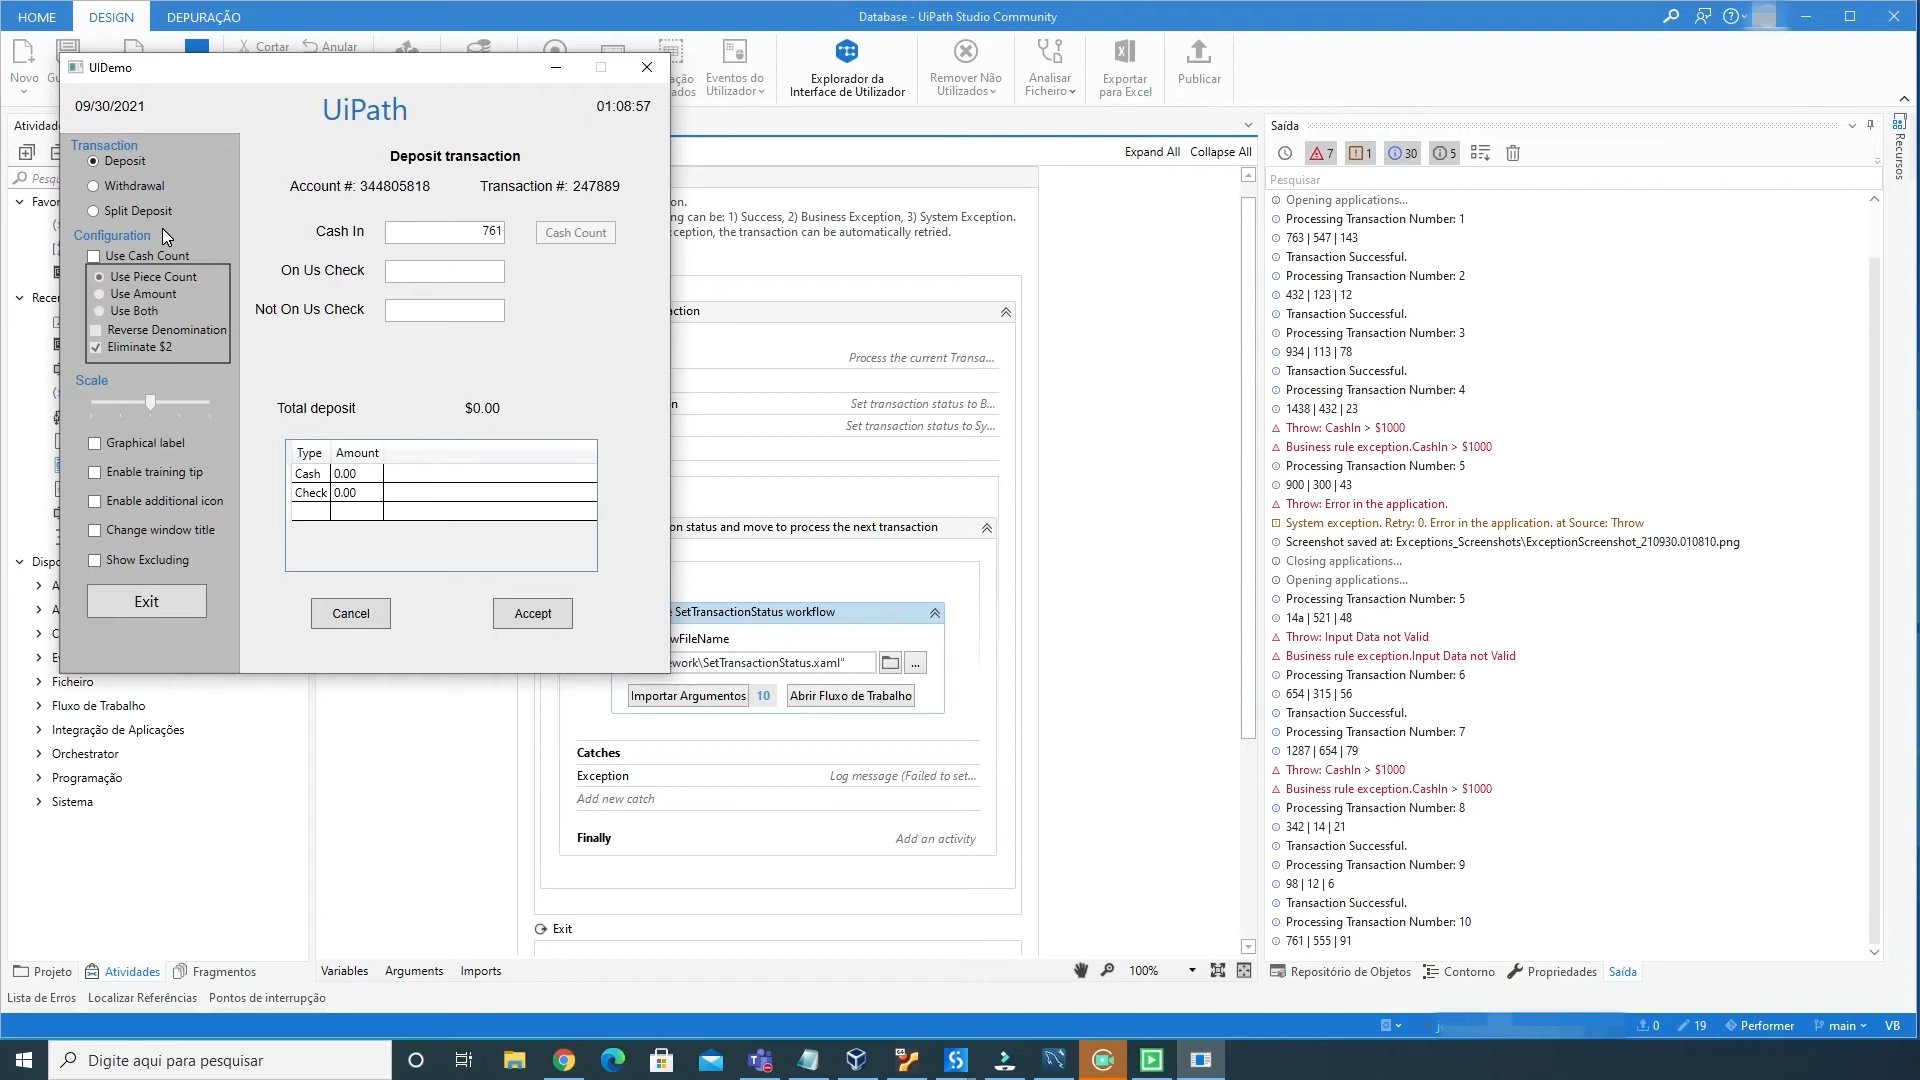 HOME
DESIGN
DEPURAÇÃO
Database - UiPath Studio Community
Novo
Cortar
Anular
Eventos do
Utilizador
Explorador da
Interface de Utilizador
Remover Não
Utilizados
Analisar
Ficheiro
Exportar
para Excel
Publicar
UIDemo
09/30/2021
UiPath
01:08:57
Transaction
Deposit
Withdrawal
Split Deposit
Configuration
Use Cash Count
Use Piece Count
Use Amount
Use Both
Reverse Denomination
Eliminate $2
Scale
Graphical label
Enable training tip
Enable additional icon
Change window title
Show Excluding
Exit
Deposit transaction
Account #: 344805818
Transaction #: 247889
Cash In
761
Cash Count
On Us Check
Not On Us Check
Total deposit
$0.00
Type
Amount
Cash
0.00
Check
0.00
Cancel
Accept
Ficheiro
Fluxo de Trabalho
Integração de Aplicações
Orchestrator
Programação
Sistema
Projeto
Atividades
Fragmentos
Expand All
Collapse All
ng can be: 1) Success, 2) Business Exception, 3) System Exception.
ception, the transaction can be automatically retried.
Process the current Transa...
Set transaction status to B...
Set transaction status to Sy...
on status and move to process the next transaction
SetTransactionStatus workflow
wFileName
work\SetTransactionStatus.xaml"
...
Importar Argumentos
10
Abrir Fluxo de Trabalho
Catches
Exception
Log message (Failed to set...
Add new catch
Finally
Add an activity
Exit
Variables
Arguments
Imports
100%
Saída
7
1
30
5
Pesquisar
Opening applications...
Processing Transaction Number: 1
763 | 547 | 143
Transaction Successful.
Processing Transaction Number: 2
432 | 123 | 12
Transaction Successful.
Processing Transaction Number: 3
934 | 113 | 78
Transaction Successful.
Processing Transaction Number: 4
1438 | 432 | 23
Throw: CashIn > $1000
Business rule exception.CashIn > $1000
Processing Transaction Number: 5
900 | 300 | 43
Throw: Error in the application.
System exception. Retry: 0. Error in the application. at Source: Throw
Screenshot saved at: Exceptions_Screenshots\ExceptionScreenshot_210930.010810.png
Closing applications...
Opening applications...
Processing Transaction Number: 5
14a | 521 | 48
Throw: Input Data not Valid
Business rule exception.Input Data not Valid
Processing Transaction Number: 6
654 | 315 | 56
Transaction Successful.
Processing Transaction Number: 7
1287 | 654 | 79
Throw: CashIn > $1000
Business rule exception.CashIn > $1000
Processing Transaction Number: 8
342 | 14 | 21
Transaction Successful.
Processing Transaction Number: 9
98 | 12 | 6
Transaction Successful.
Processing Transaction Number: 10
761 | 555 | 91
Recursos
Repositório de Objetos
Contorno
Propriedades
Saída
Lista de Erros
Localizar Referências
Pontos de interrupção
0
19
Performer
main
VB
Digite aqui para pesquisar